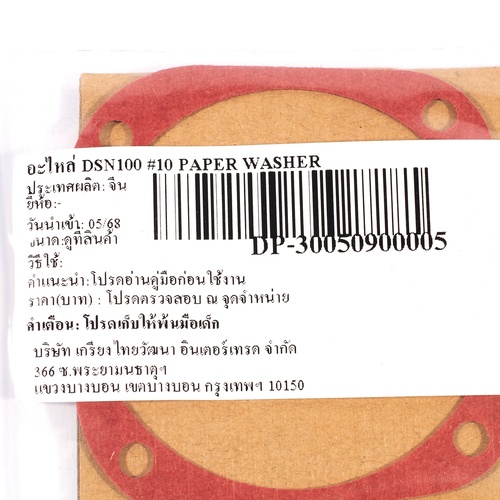 อะไหล่ DSN100 #10 PAPER WASHER
ประเทศผลิต: จีน
ยี่ห้อ:-
วันนำเข้า: 05/68
ขนาด:ดูที่สินค้า
DP-30050900005
วิธีใช้:
คำแนะนำ:โปรดอ่านคู่มือก่อนใช้งาน
ราคา(บาท) : โปรดตรวจสอบ ณ จุดจำหน่าย
คำเตือน: โปรดเก็บให้พ้นมือเด็ก
บริษัท เกรียงไทยวัฒนา อินเตอร์เทรด จำกัด
366 ซ.พระยามนธาตุฯ
แขวงบางบอน เขตบางบอน กรุงเทพฯ 10150